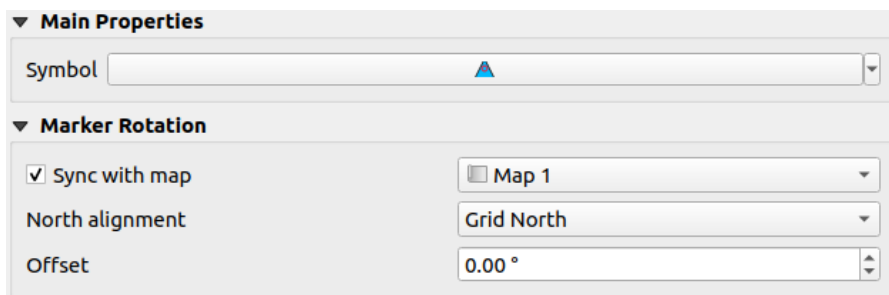 Main Properties
Symbol
Marker Rotation
Sync with map Map 1
North alignment Grid North
Offset 0.00 °